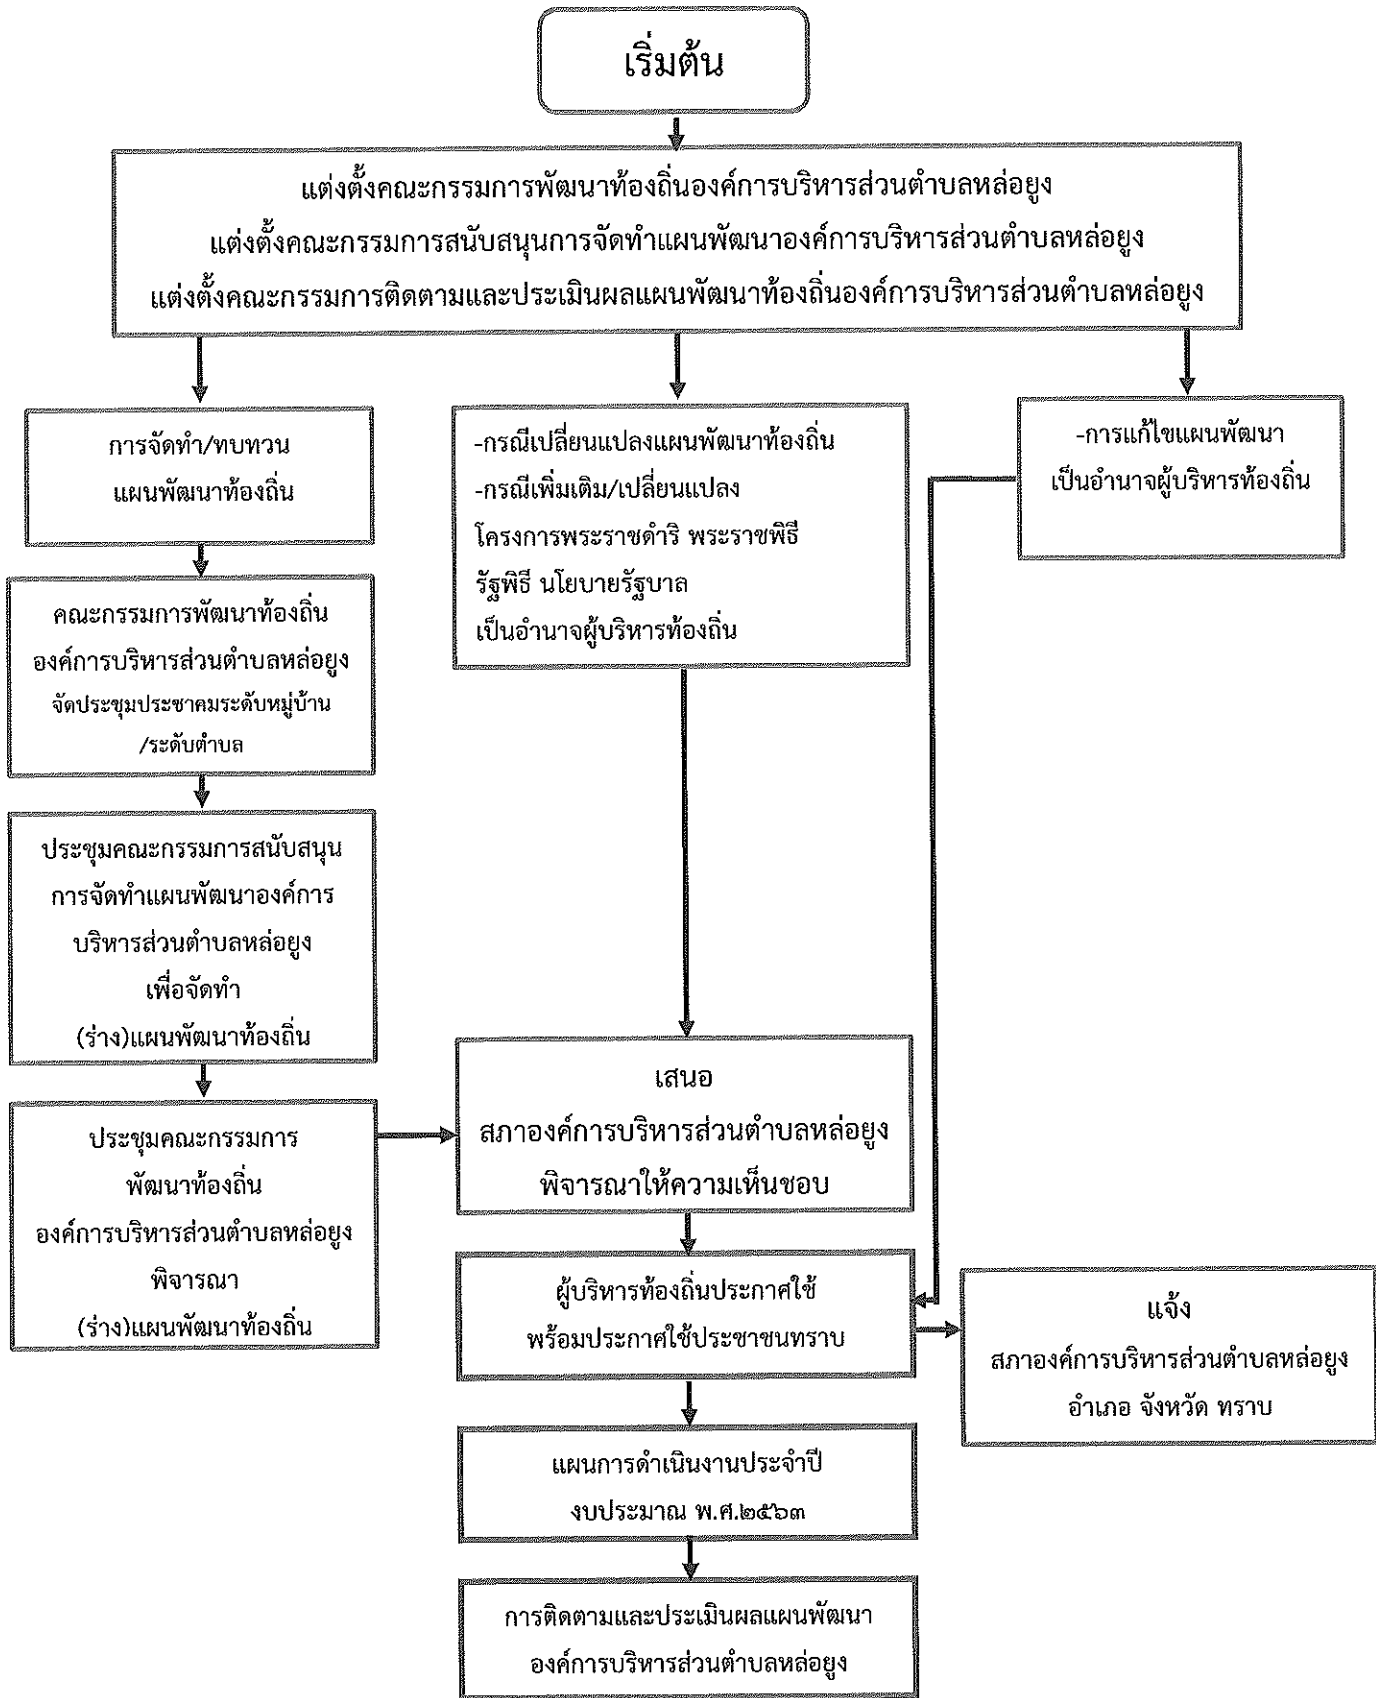 เริ่มต้น
แต่งตั้งคณะกรรมการพัฒนาท้องถิ่นองค์การบริหารส่วนตำบลหล่อยูง
แต่งตั้งคณะกรรมการสนับสนุนการจัดทำแผนพัฒนาองค์การบริหารส่วนตำบลหล่อยูง
แต่งตั้งคณะกรรมการติดตามและประเมินผลแผนพัฒนาท้องถิ่นองค์การบริหารส่วนตำบลหล่อยูง
การจัดทำ/ทบทวน
แผนพัฒนาท้องถิ่น
คณะกรรมการพัฒนาท้องถิ่น
องค์การบริหารส่วนตำบลหล่อยูง
จัดประชุมประชาคมระดับหมู่บ้าน
/ระดับตำบล
ประชุมคณะกรรมการสนับสนุน
การจัดทำแผนพัฒนาองค์การ
บริหารส่วนตำบลหล่อยูง
เพื่อจัดทำ
(ร่าง)แผนพัฒนาท้องถิ่น
ประชุมคณะกรรมการ
พัฒนาท้องถิ่น
องค์การบริหารส่วนตำบลหล่อยูง
พิจารณา
(ร่าง)แผนพัฒนาท้องถิ่น
-กรณีเปลี่ยนแปลงแผนพัฒนาท้องถิ่น
-กรณีเพิ่มเติม/เปลี่ยนแปลง
โครงการพระราชดำริ พระราชพิธี
รัฐพิธี นโยบายรัฐบาล
เป็นอำนาจผู้บริหารท้องถิ่น
-การแก้ไขแผนพัฒนา
เป็นอำนาจผู้บริหารท้องถิ่น
เสนอ
สภาองค์การบริหารส่วนตำบลหล่อยูง
พิจารณาให้ความเห็นชอบ
ผู้บริหารท้องถิ่นประกาศใช้
พร้อมประกาศใช้ประชาชนทราบ
แจ้ง
สภาองค์การบริหารส่วนตำบลหล่อยูง
อำเภอ จังหวัด ทราบ
แผนการดำเนินงานประจำปี
งบประมาณ พ.ศ.๒๕๖๓
การติดตามและประเมินผลแผนพัฒนา
องค์การบริหารส่วนตำบลหล่อยูง